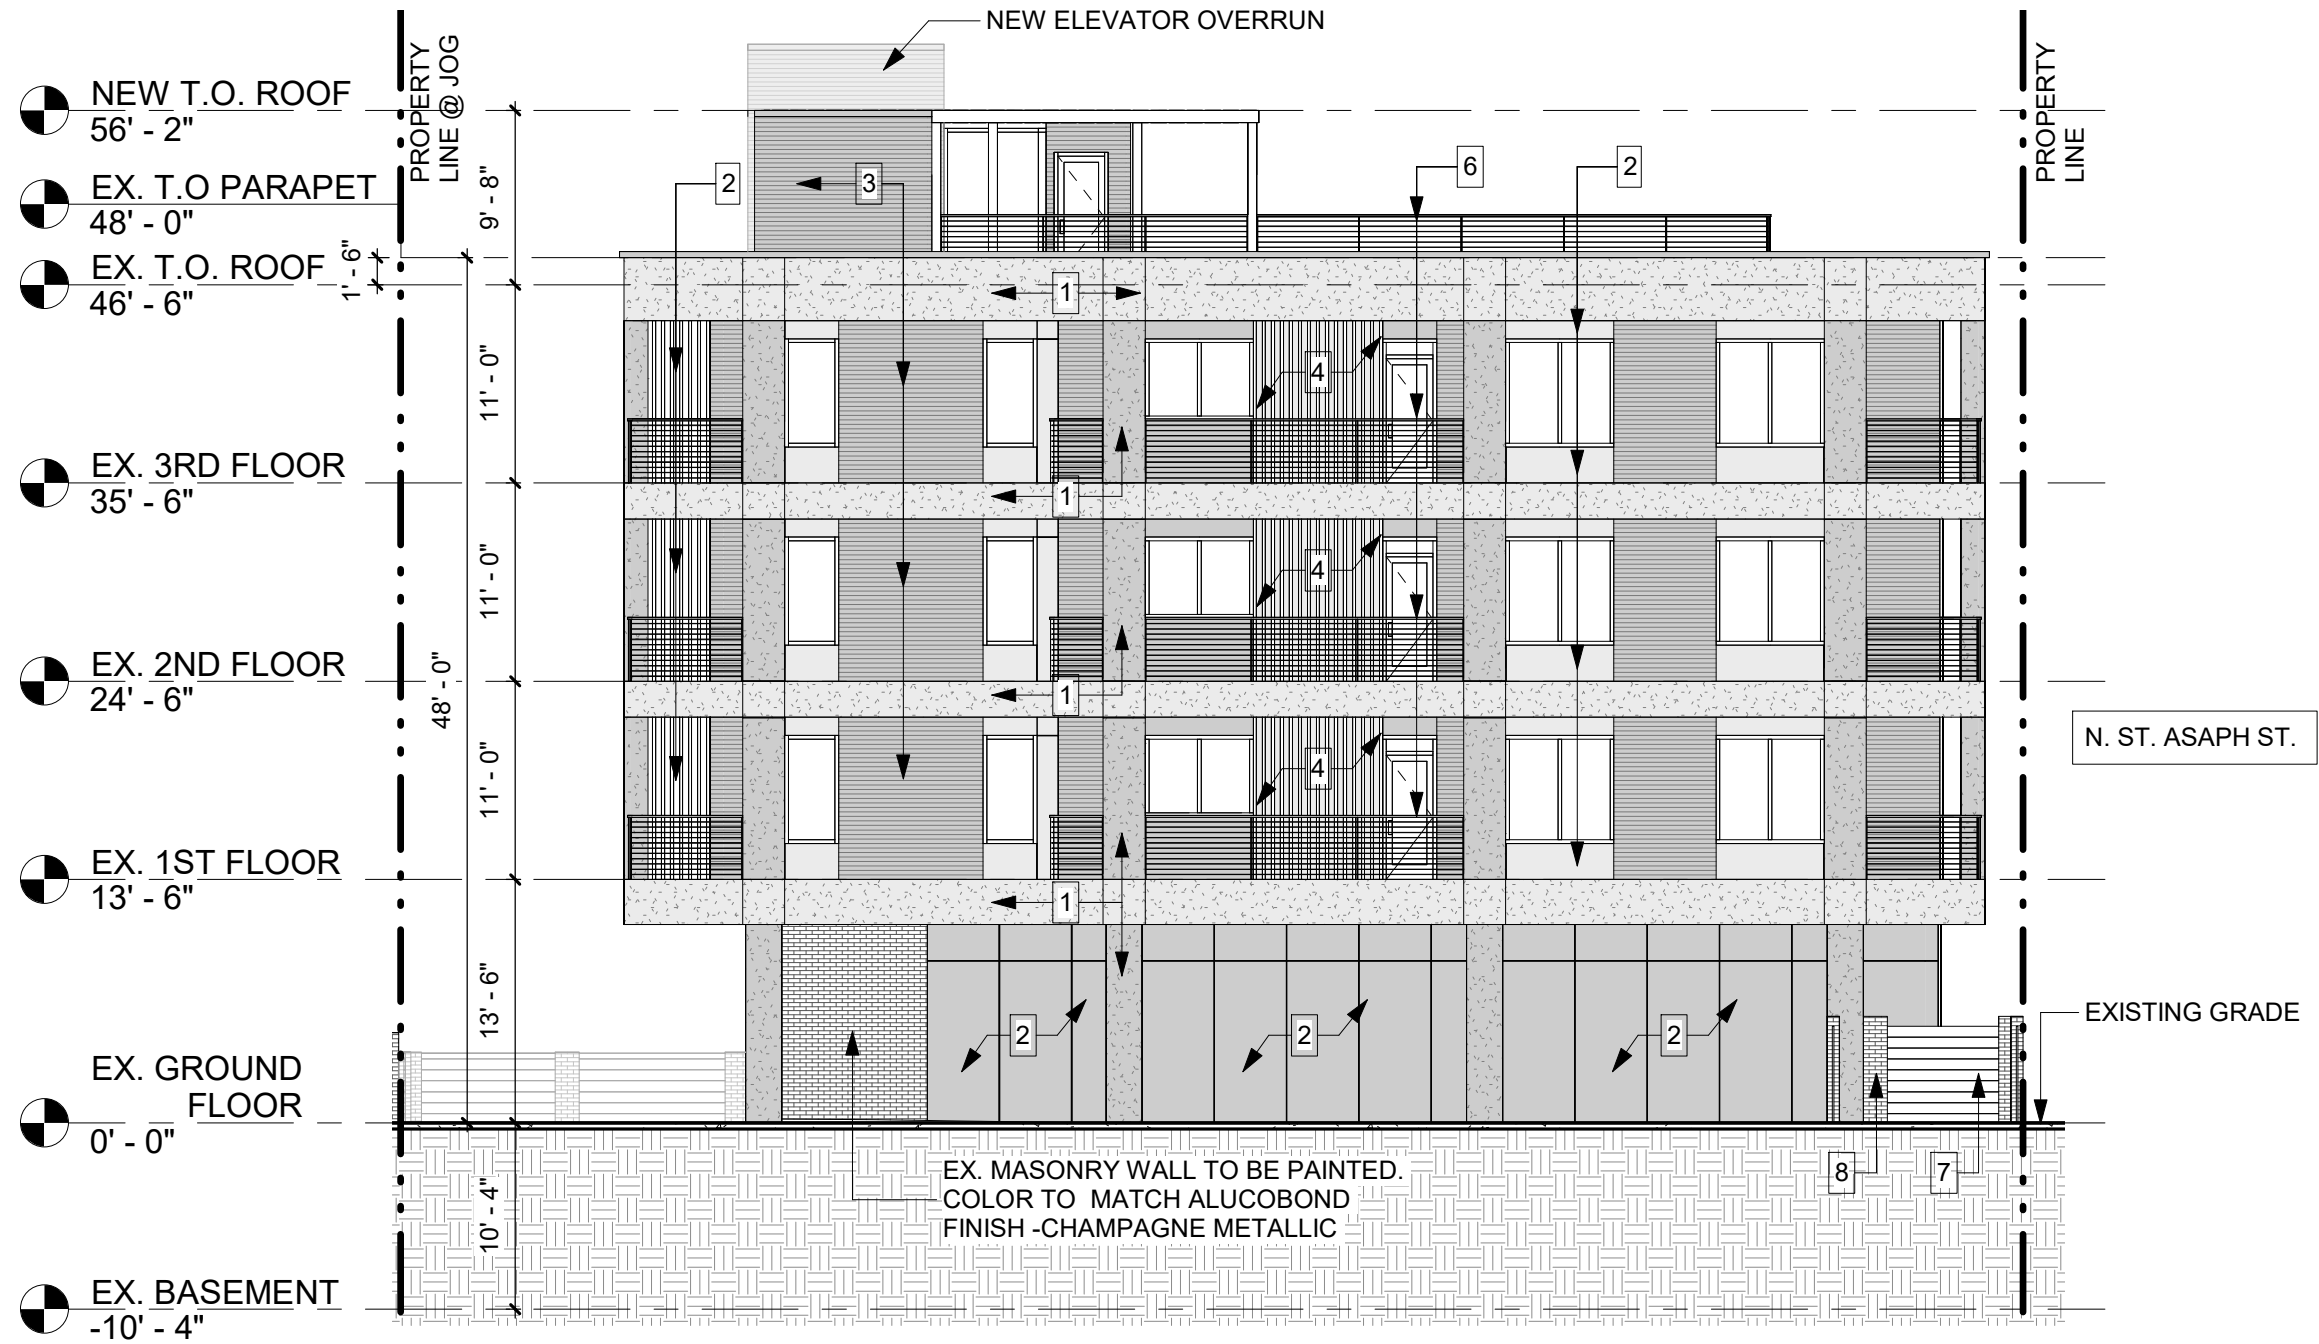 NEW ELEVATOR OVERRUN
PROPERTY
LINE @ JOG
PROPERTY
LINE
NEW T.O. ROOF
56' - 2"
EX. T.O PARAPET
48' - 0"
EX. T.O. ROOF
46' - 6"
1' - 6"
9' - 8"
2
3
6
2
1
11' - 0"
4
EX. 3RD FLOOR
35' - 6"
1
11' - 0"
4
EX. 2ND FLOOR
24' - 6"
1
48' - 0"
N. ST. ASAPH ST.
11' - 0"
4
EX. 1ST FLOOR
13' - 6"
1
13' - 6"
2
2
2
EXISTING GRADE
EX. GROUND
FLOOR
0' - 0"
EX. MASONRY WALL TO BE PAINTED.
COLOR TO MATCH ALUCOBOND
FINISH -CHAMPAGNE METALLIC
8
7
10' - 4"
EX. BASEMENT
-10' - 4"